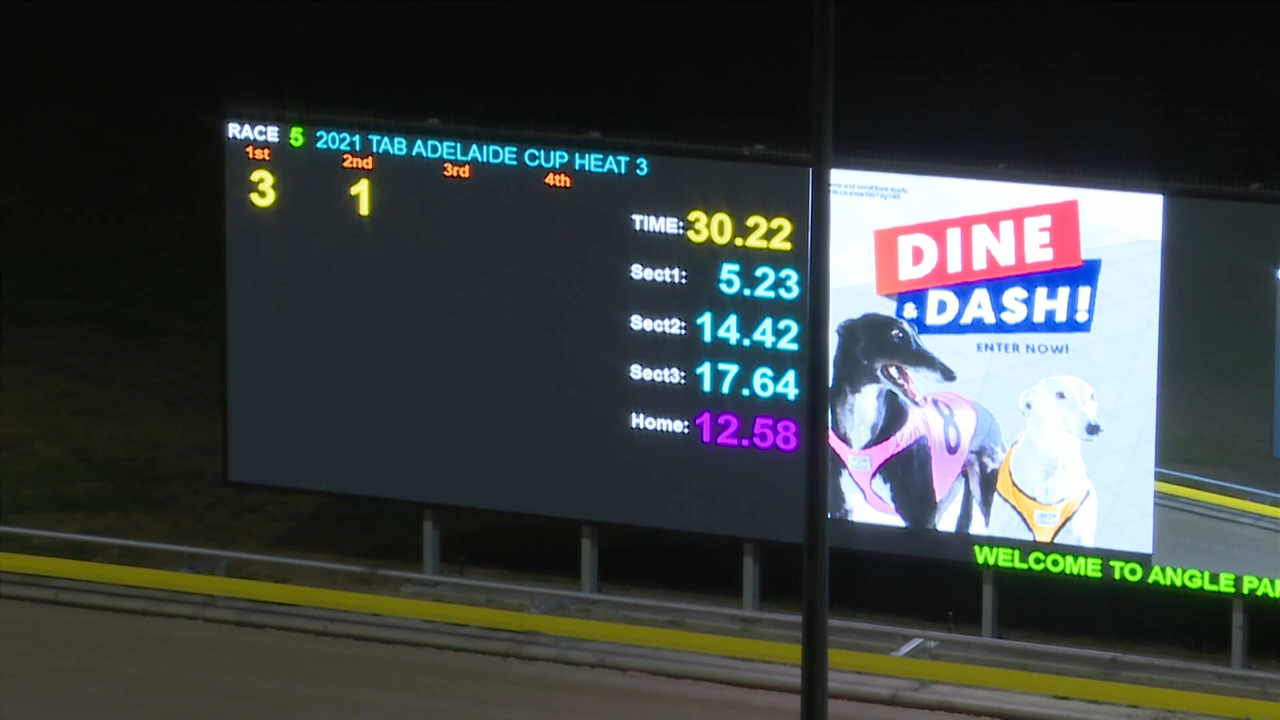 RACE 5 2021 TAB ADELAIDE CUP HEAT 3
1st 2nd 3rd 4th
3 1
TIME: 30.22
Sect1: 5.23
Sect2: 14.42
Sect3: 17.64
Home: 12.58
DINE
& DASH!
ENTER NOW!
8
WELCOME TO ANGLE PA